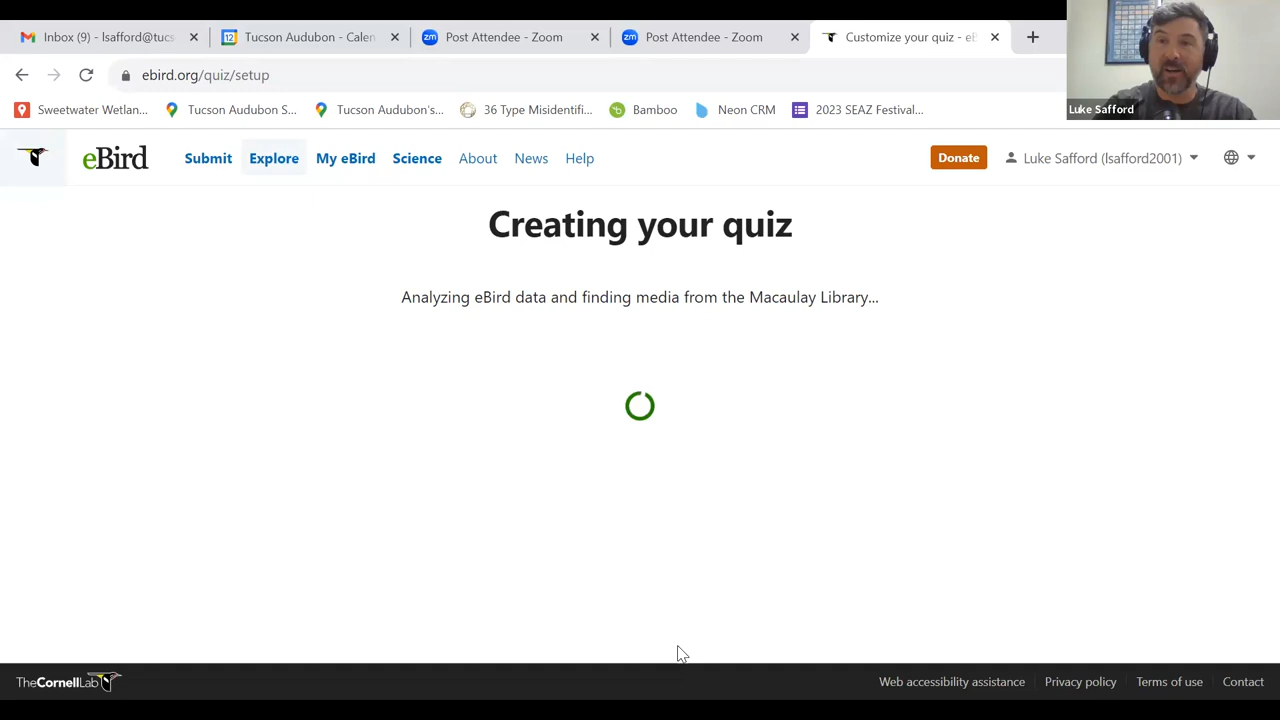 Inbox (9) - lsafford@tucs
Tucson Audubon - Calen
Post Attendee - Zoom
Post Attendee - Zoom
Customize your quiz - eB
ebird.org/quiz/setup
Sweetwater Wetlan...
Tucson Audubon S...
Tucson Audubon's...
36 Type Misidentifi...
Bamboo
Neon CRM
2023 SEAZ Festival...
Luke Safford
eBird
Submit
Explore
My eBird
Science
About
News
Help
Donate
Luke Safford (lsafford2001)
Creating your quiz
Analyzing eBird data and finding media from the Macaulay Library...
TheCornellLab
Web accessibility assistance
Privacy policy
Terms of use
Contact